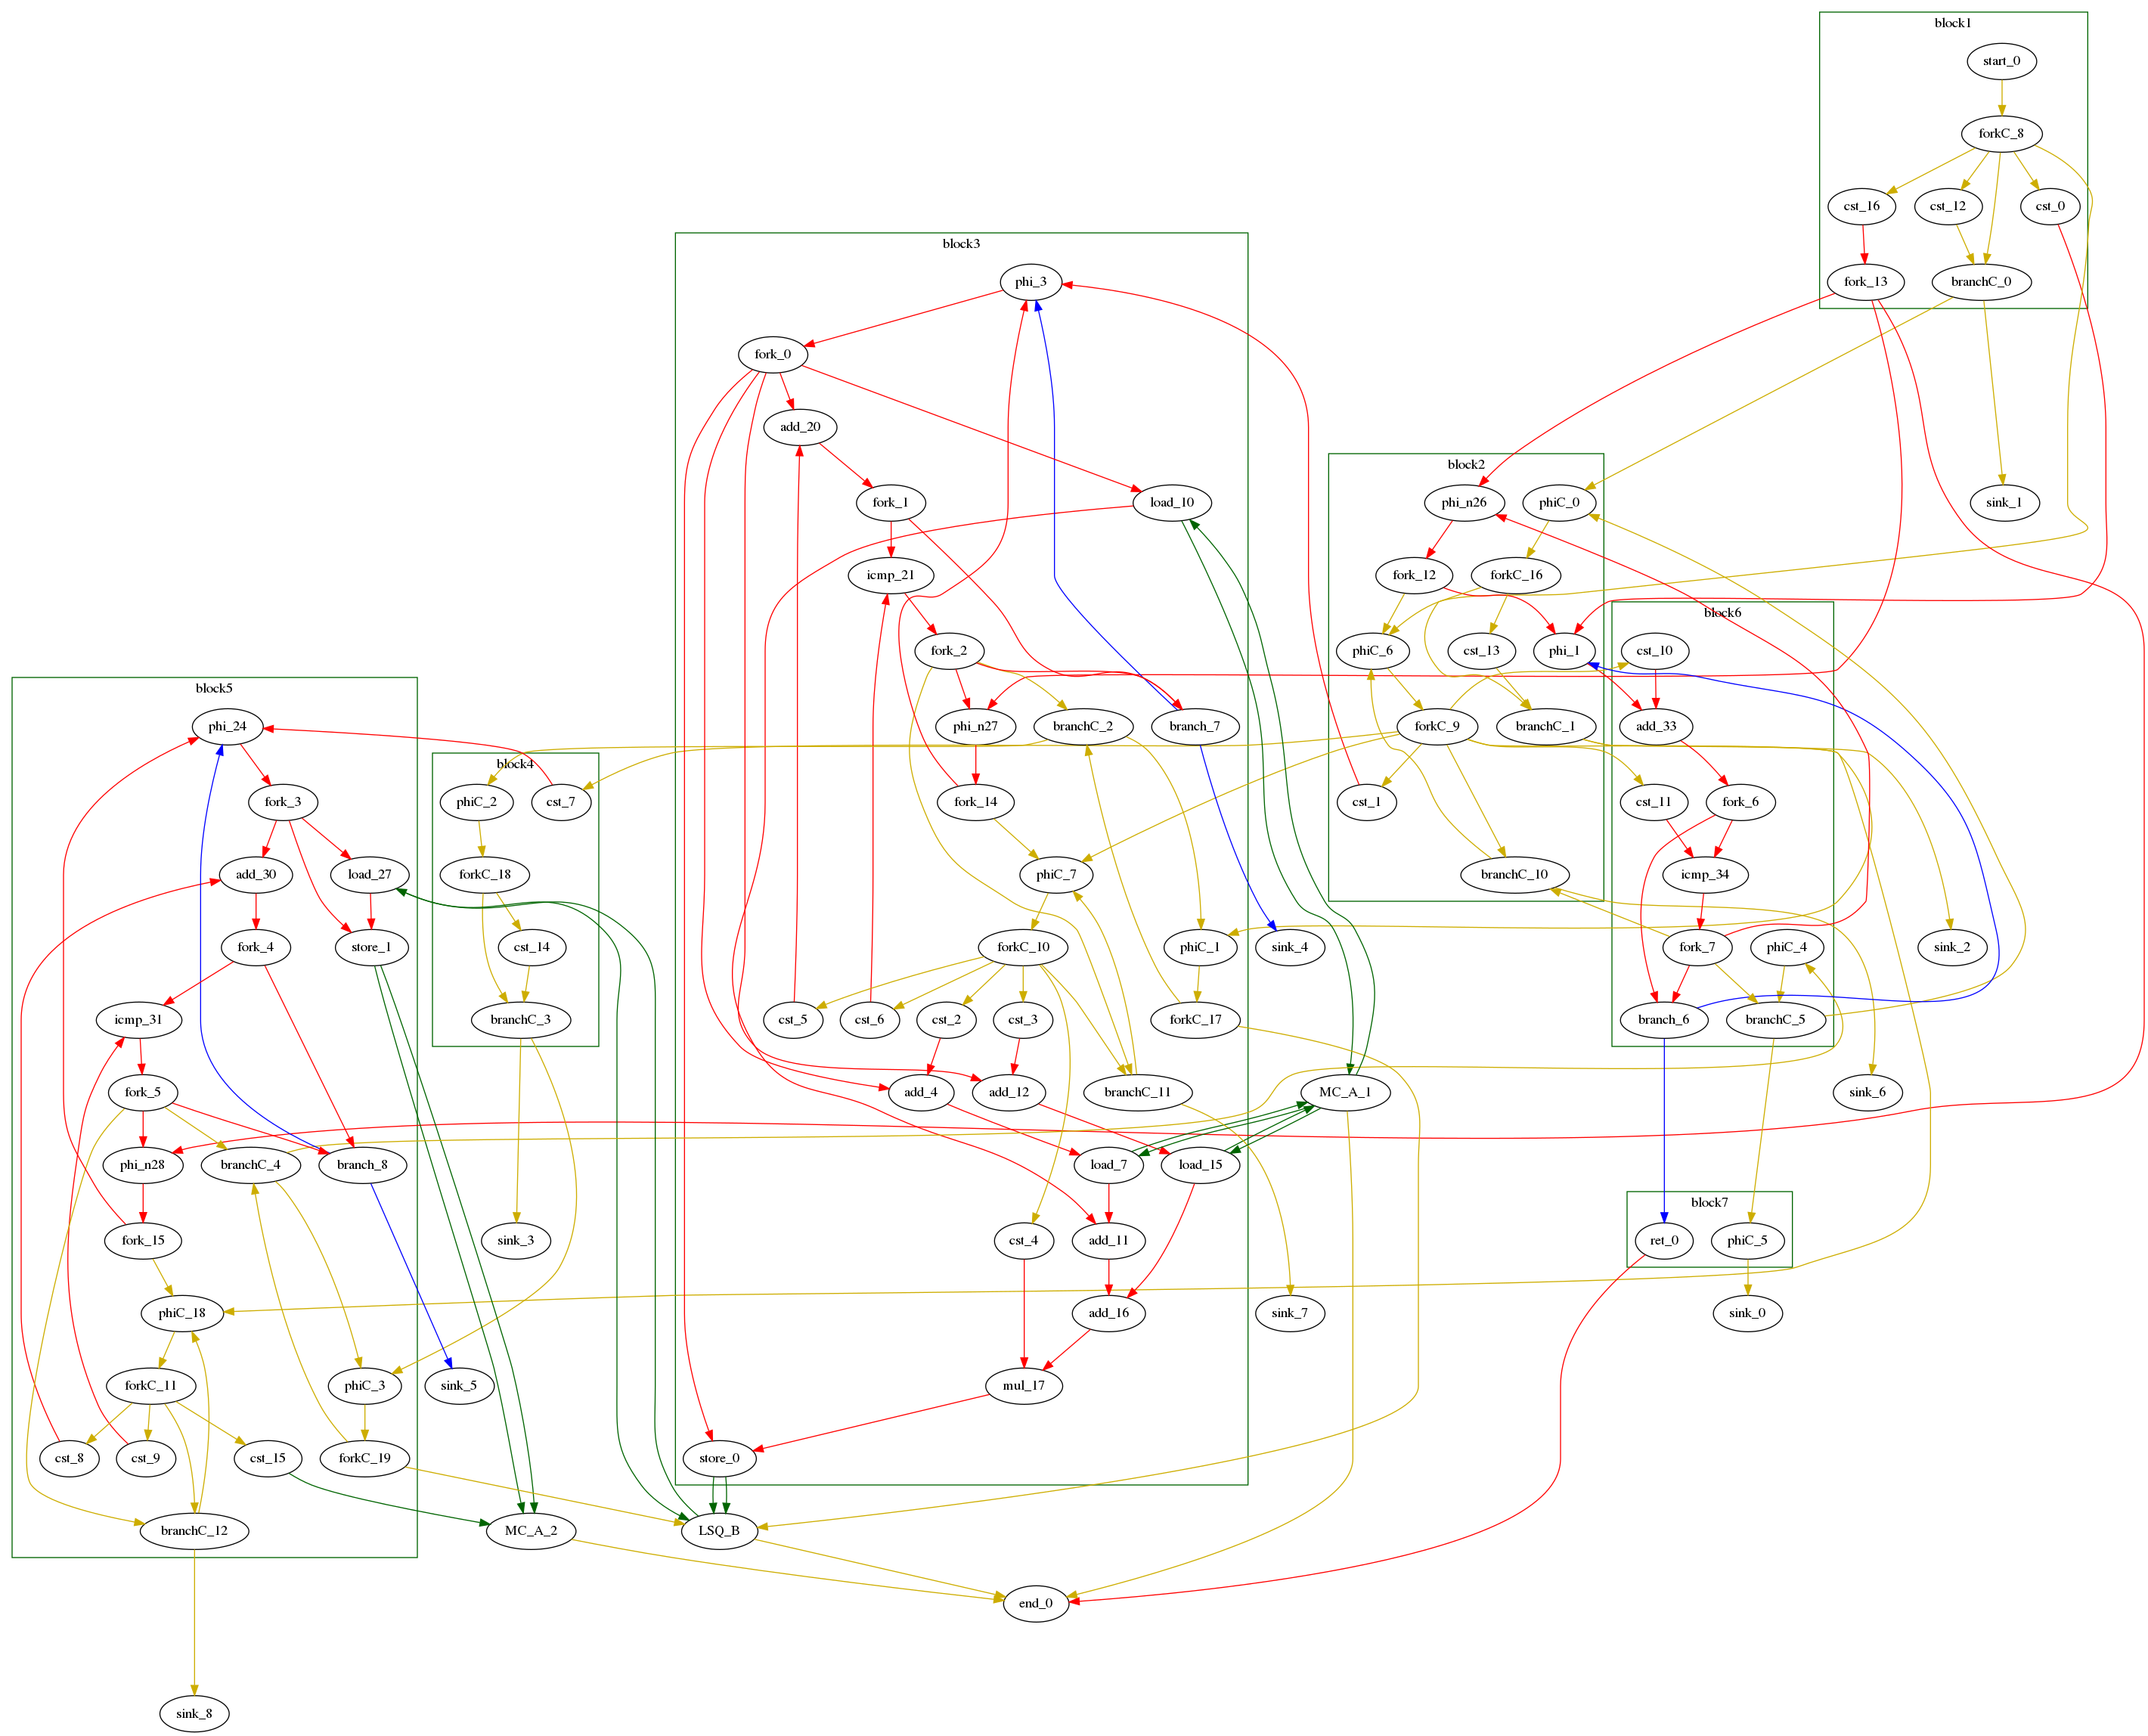 block1
start_0
forkC_8
cst_16
cst_12
cst_0
fork_13
branchC_0
block3
phi_3
fork_0
add_20
fork_1
load_10
icmp_21
fork_2
phi_n27
branchC_2
branch_7
fork_14
phiC_7
forkC_10
phiC_1
cst_5
cst_6
cst_2
cst_3
forkC_17
add_4
add_12
branchC_11
load_7
load_15
cst_4
add_11
add_16
mul_17
store_0
block2
phi_n26
phiC_0
fork_12
forkC_16
phiC_6
cst_13
phi_1
forkC_9
branchC_1
cst_1
branchC_10
sink_1
block6
cst_10
add_33
cst_11
fork_6
icmp_34
fork_7
phiC_4
branch_6
branchC_5
sink_2
sink_4
sink_6
MC_A_1
block5
phi_24
fork_3
add_30
load_27
fork_4
store_1
icmp_31
fork_5
phi_n28
branchC_4
branch_8
fork_15
phiC_18
forkC_11
phiC_3
cst_8
cst_9
cst_15
forkC_19
branchC_12
block4
phiC_2
cst_7
forkC_18
cst_14
branchC_3
sink_3
sink_5
block7
ret_0
phiC_5
sink_7
sink_0
MC_A_2
LSQ_B
end_0
sink_8